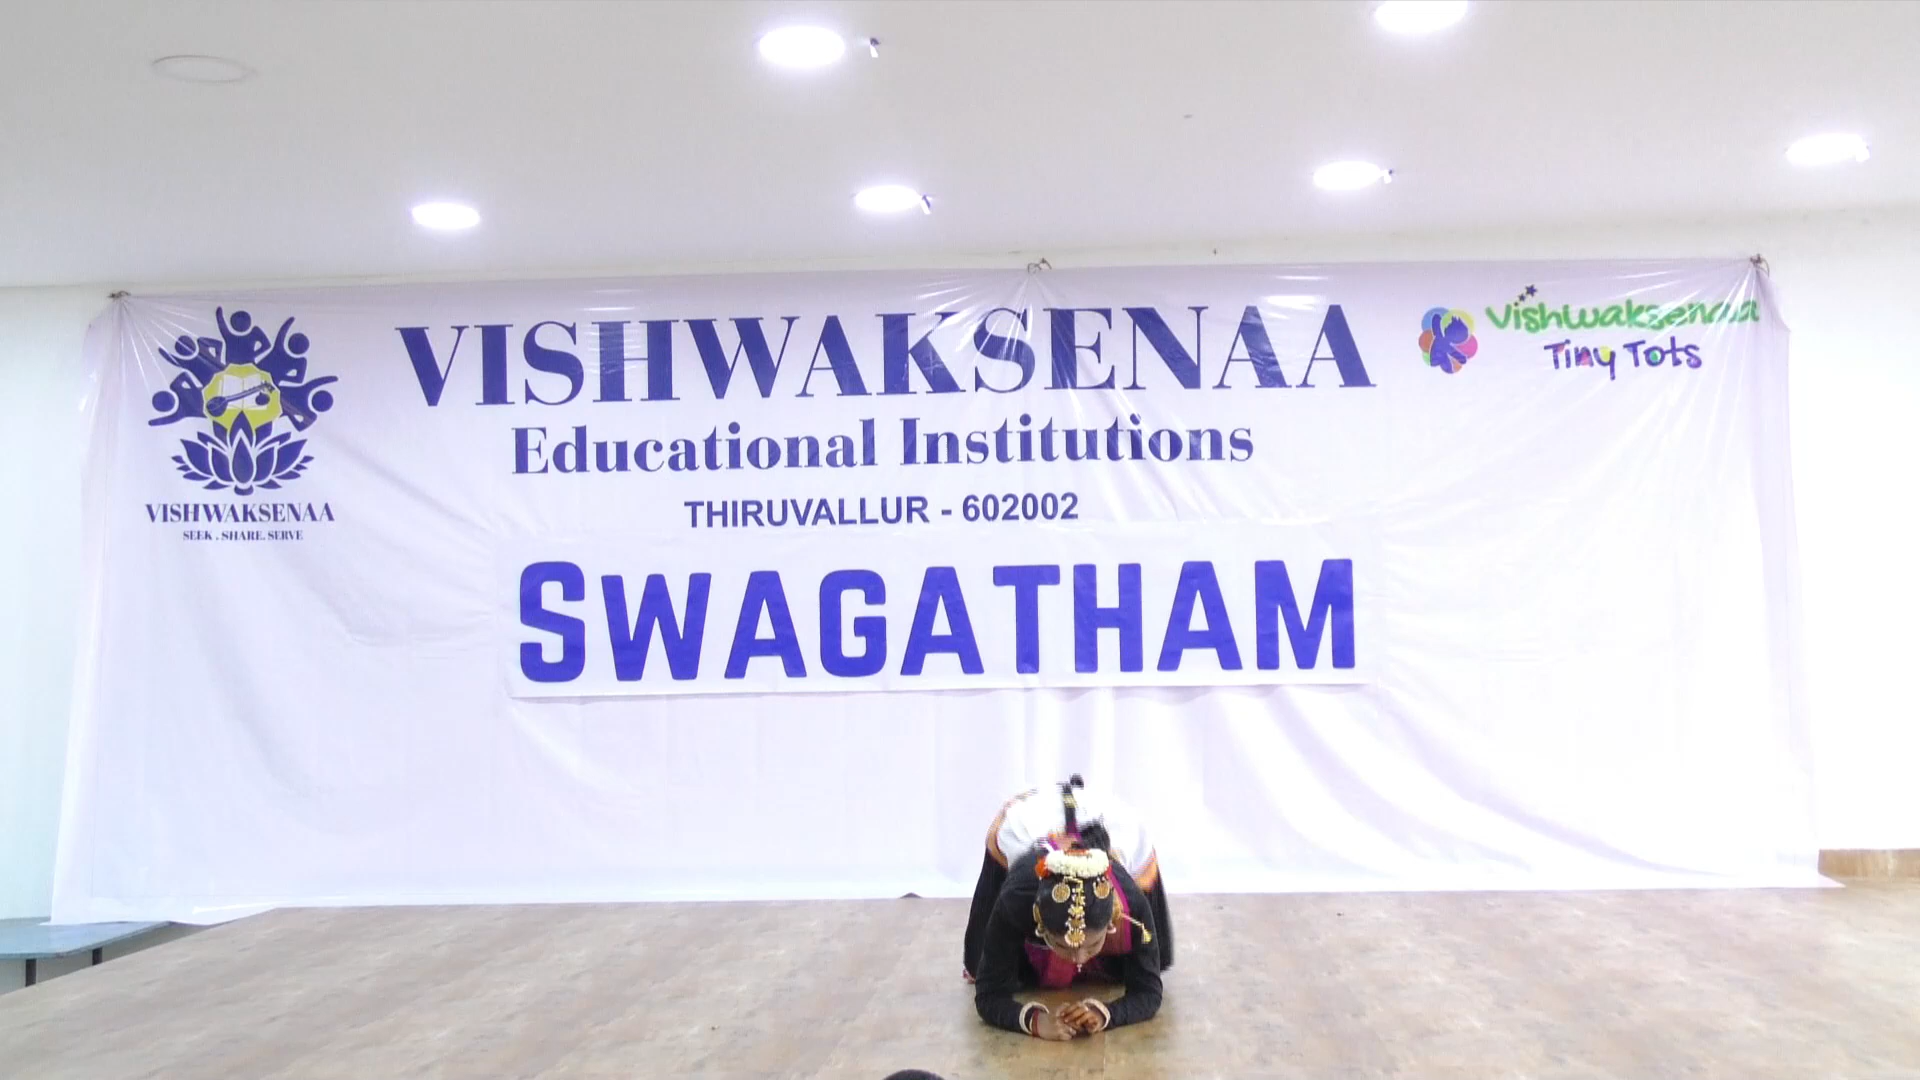 VISHWAKSENAA
Educational Institutions
THIRUVALLUR - 602002
SWAGATHAM
VISHWAKSENAA
SEEK . SHARE. SERVE
Vishwaksenaa
Tiny Tots